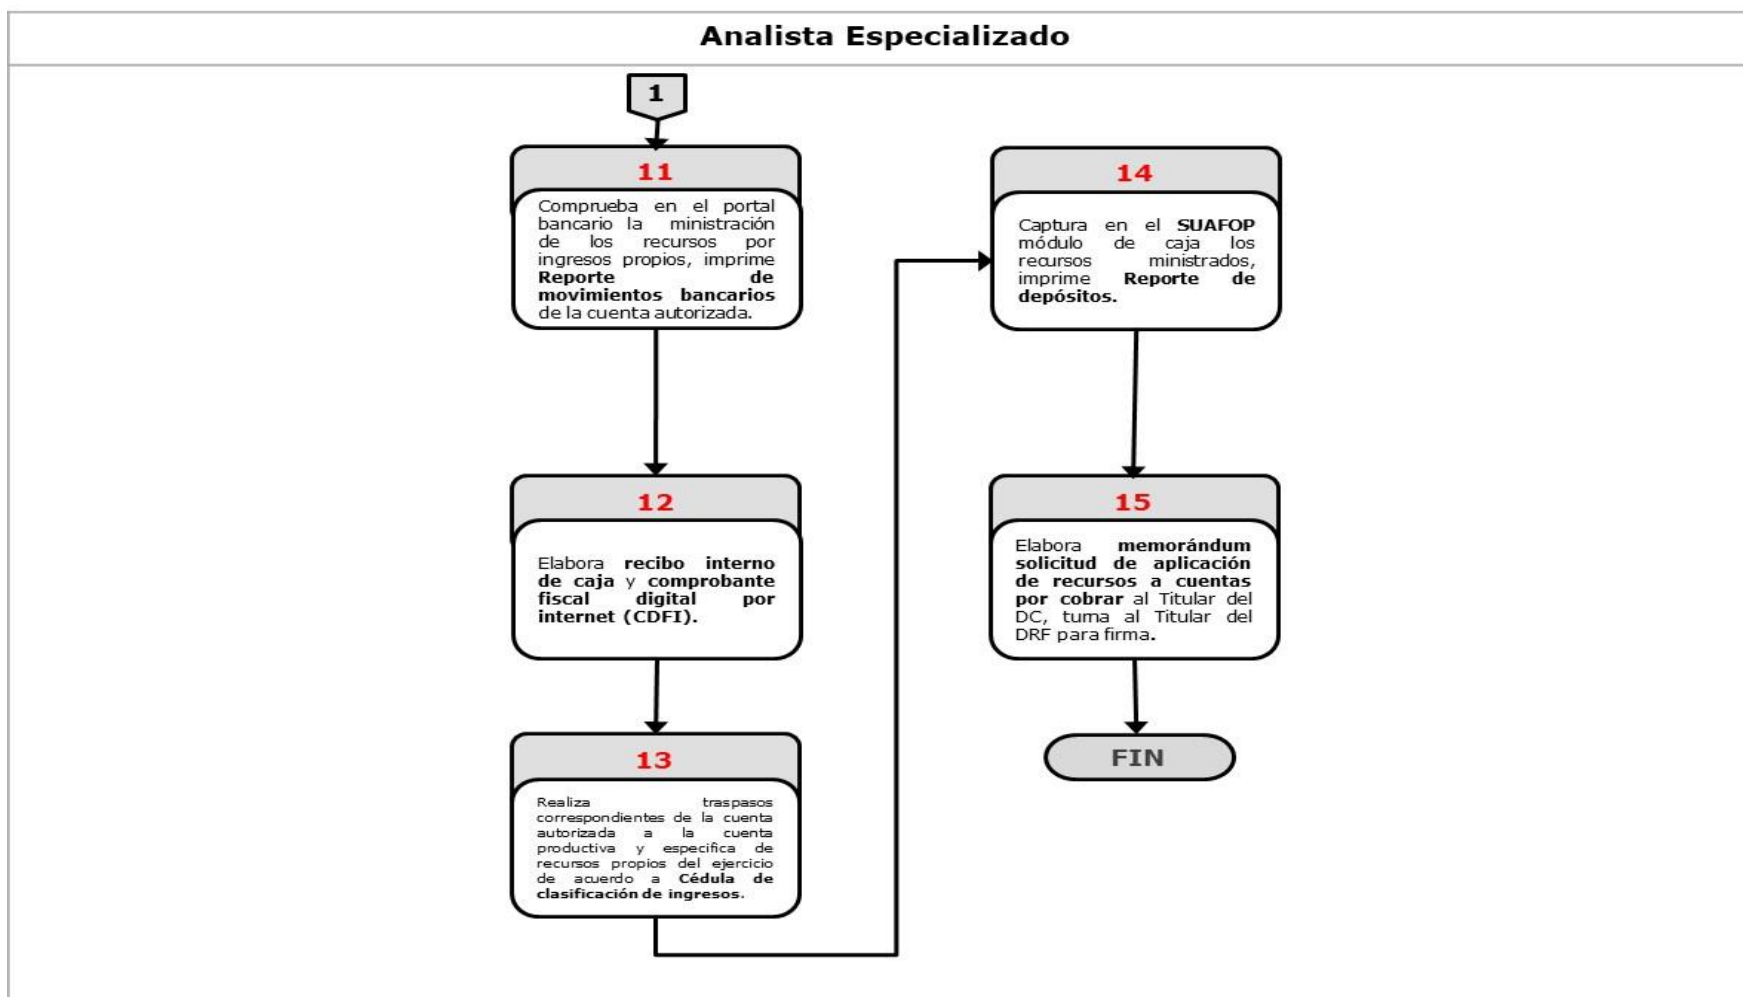 Analista Especializado
1
11
Comprueba en el portal
bancario la ministración
de los recursos por
ingresos propios, imprime
Reporte de
movimientos bancarios
de la cuenta autorizada.
12
Elabora recibo interno
de caja y comprobante
fiscal digital por
internet (CDFI).
13
Realiza traspasos
correspondientes de la cuenta
autorizada a la cuenta
productiva y especifica de
recursos propios del ejercicio
de acuerdo a Cédula de
clasificación de ingresos.
14
Captura en el SUAFOP
módulo de caja los
recursos ministrados,
imprime Reporte de
depósitos.
15
Elabora memorándum
solicitud de aplicación
de recursos a cuentas
por cobrar al Titular del
DC, turna al Titular del
DRF para firma.
FIN